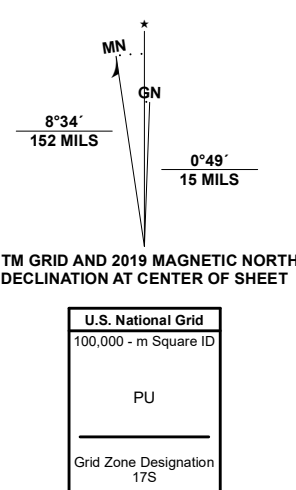 ★
MN
GN
8°34´
152 MILS
0°49´
15 MILS
TM GRID AND 2019 MAGNETIC NORTH
DECLINATION AT CENTER OF SHEET
U.S. National Grid
100,000 - m Square ID
PU
Grid Zone Designation
17S